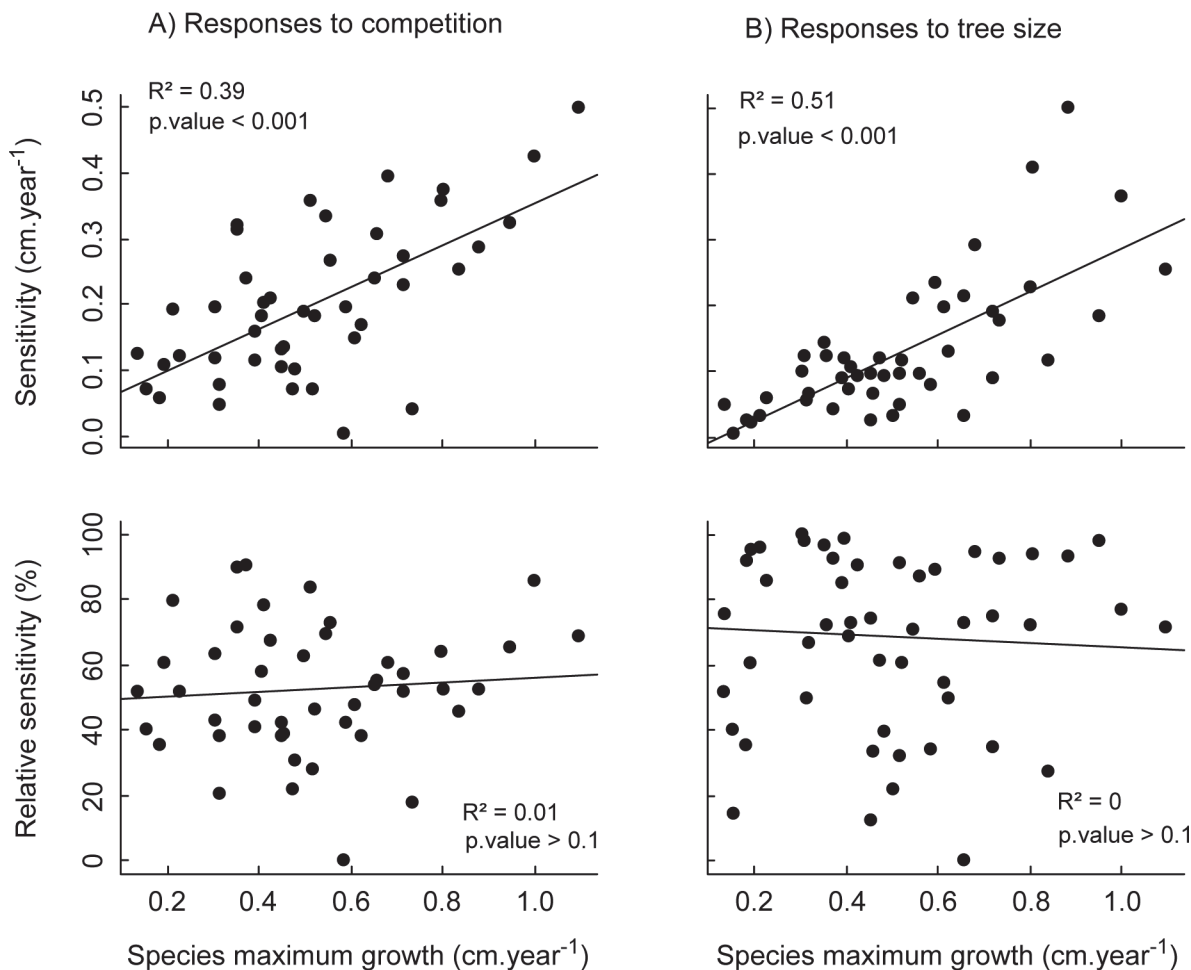 A) Responses to competition
B) Responses to tree size
R² = 0.39
p.value < 0.001
R² = 0.51
p.value < 0.001
Sensitivity (cm.year⁻¹)
0.5
0.4
0.3
0.2
0.1
0.0
Relative sensitivity (%)
100
80
60
40
20
0
R² = 0.01
p.value > 0.1
R² = 0
p.value > 0.1
0.2 0.4 0.6 0.8 1.0
0.2 0.4 0.6 0.8 1.0
Species maximum growth (cm.year⁻¹)
Species maximum growth (cm.year⁻¹)